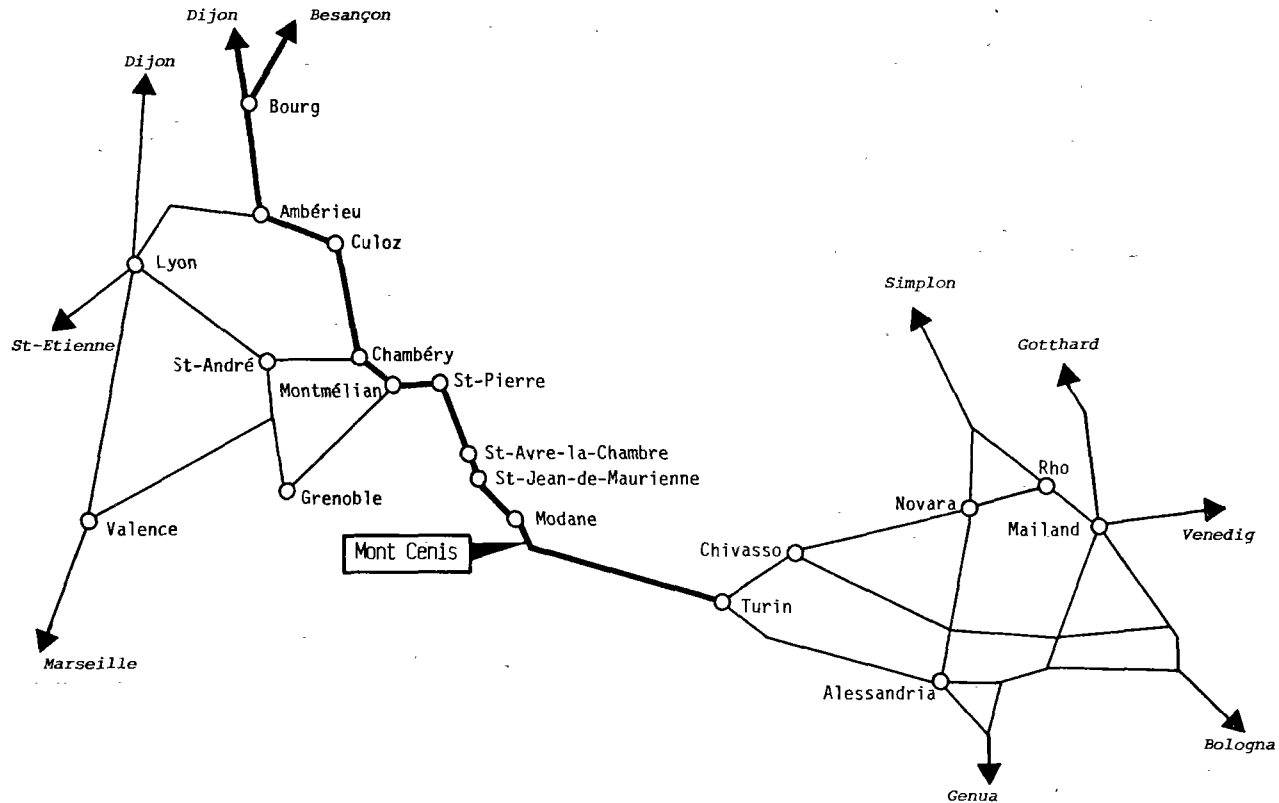 Dijon
Besançon
Dijon
Bourg
Ambérieu
Culoz
Lyon
Simplon
St-Etienne
Gotthard
Chambéry
St-André
Montmélian
St-Pierre
St-Avre-la-Chambre
Rho
St-Jean-de-Maurienne
Grenoble
Novara
Modane
Valence
Mailand
Venedig
Mont Cenis
Chivasso
Turin
Marseille
Alessandria
Bologna
Genua